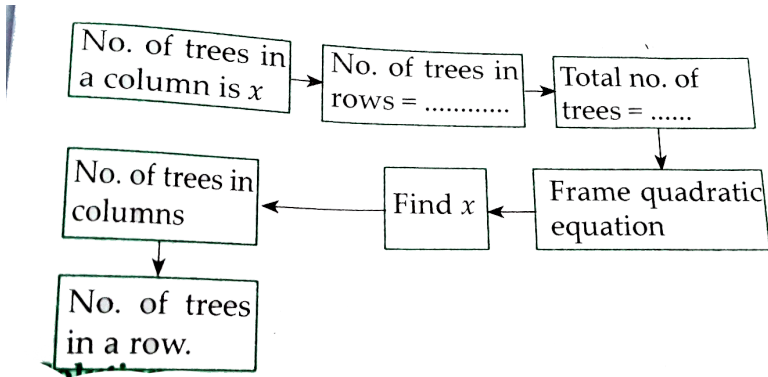 No. of trees in
a column is x
No. of trees in
rows = ............
Total no. of
trees = ......
Frame quadratic
equation
Find x
No. of trees in
columns
No. of trees
in a row.